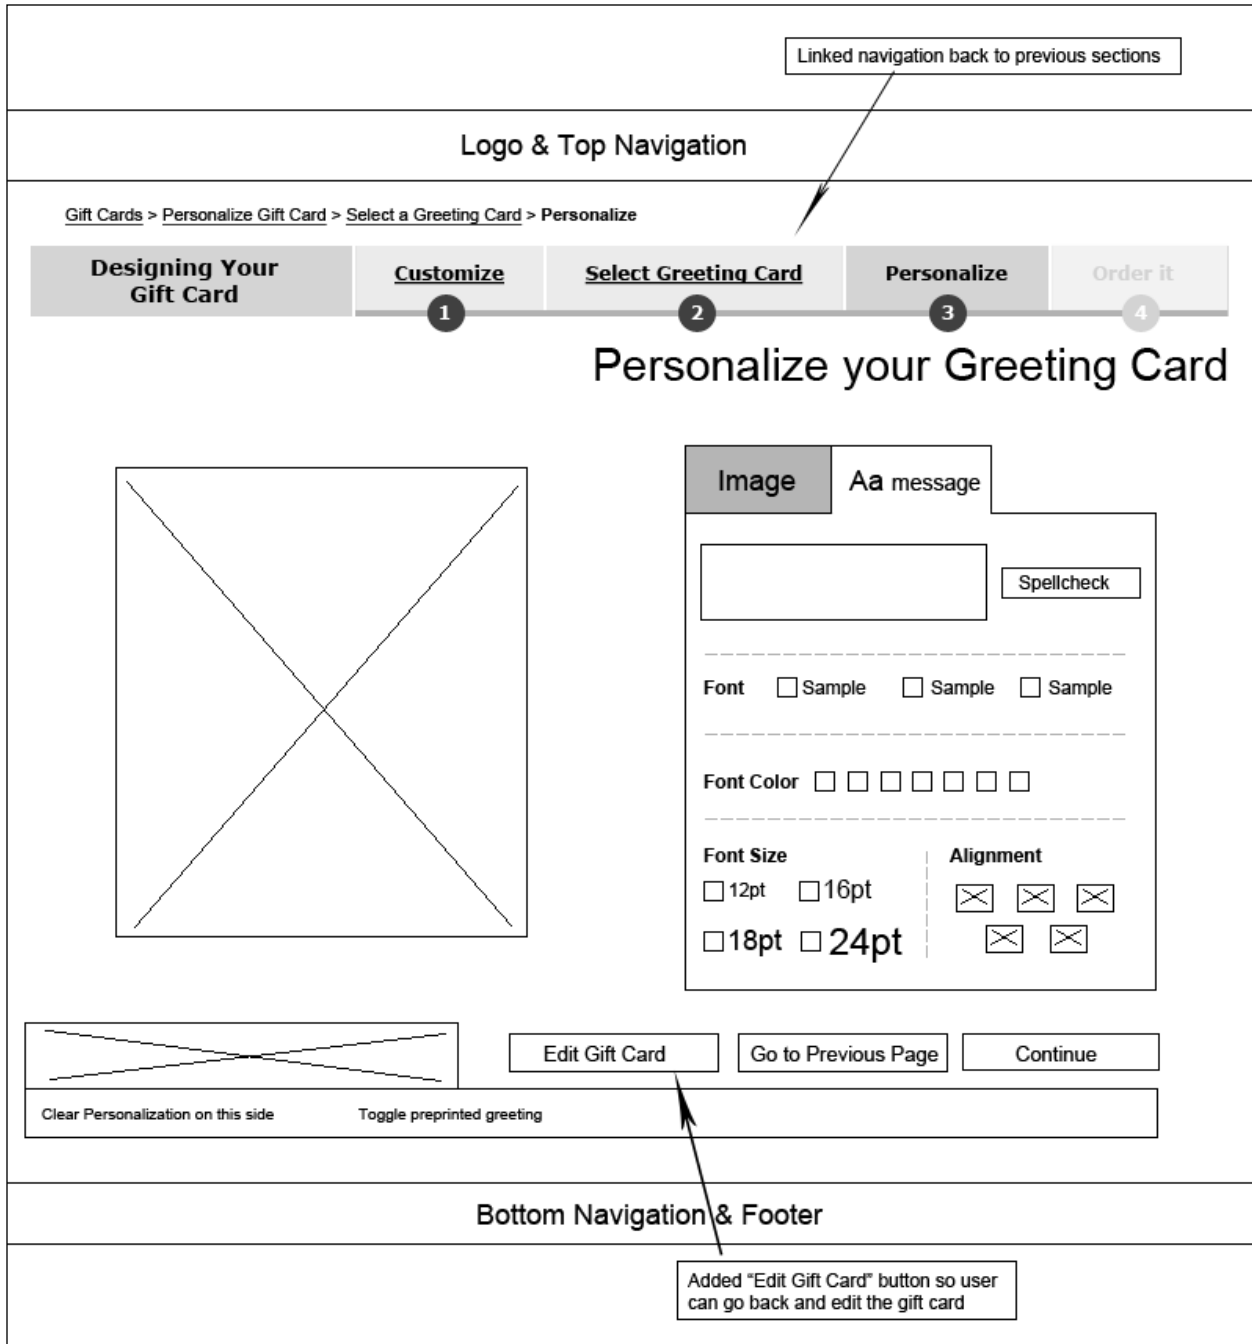 Linked navigation back to previous sections
Logo & Top Navigation
Gift Cards > Personalize Gift Card > Select a Greeting Card > Personalize
Designing Your
Gift Card
Customize
Select Greeting Card
Personalize
Order it
1
2
3
4
Personalize your Greeting Card
Image
Aa message
Spellcheck
Font Sample Sample Sample
Font Color
Font Size
Alignment
12pt 16pt
18pt 24pt
Edit Gift Card
Go to Previous Page
Continue
Clear Personalization on this side
Toggle preprinted greeting
Bottom Navigation & Footer
Added “Edit Gift Card” button so user
can go back and edit the gift card